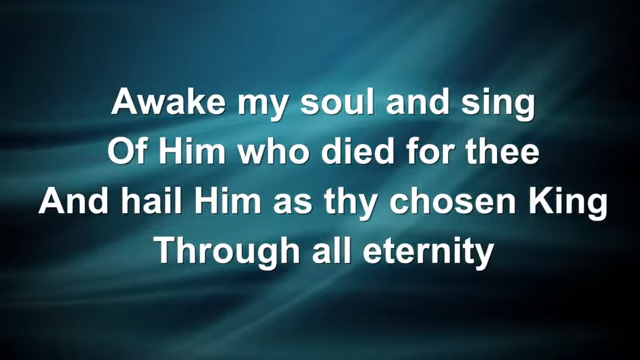 Awake my soul and sing
Of Him who died for thee
And hail Him as thy chosen King
Through all eternity